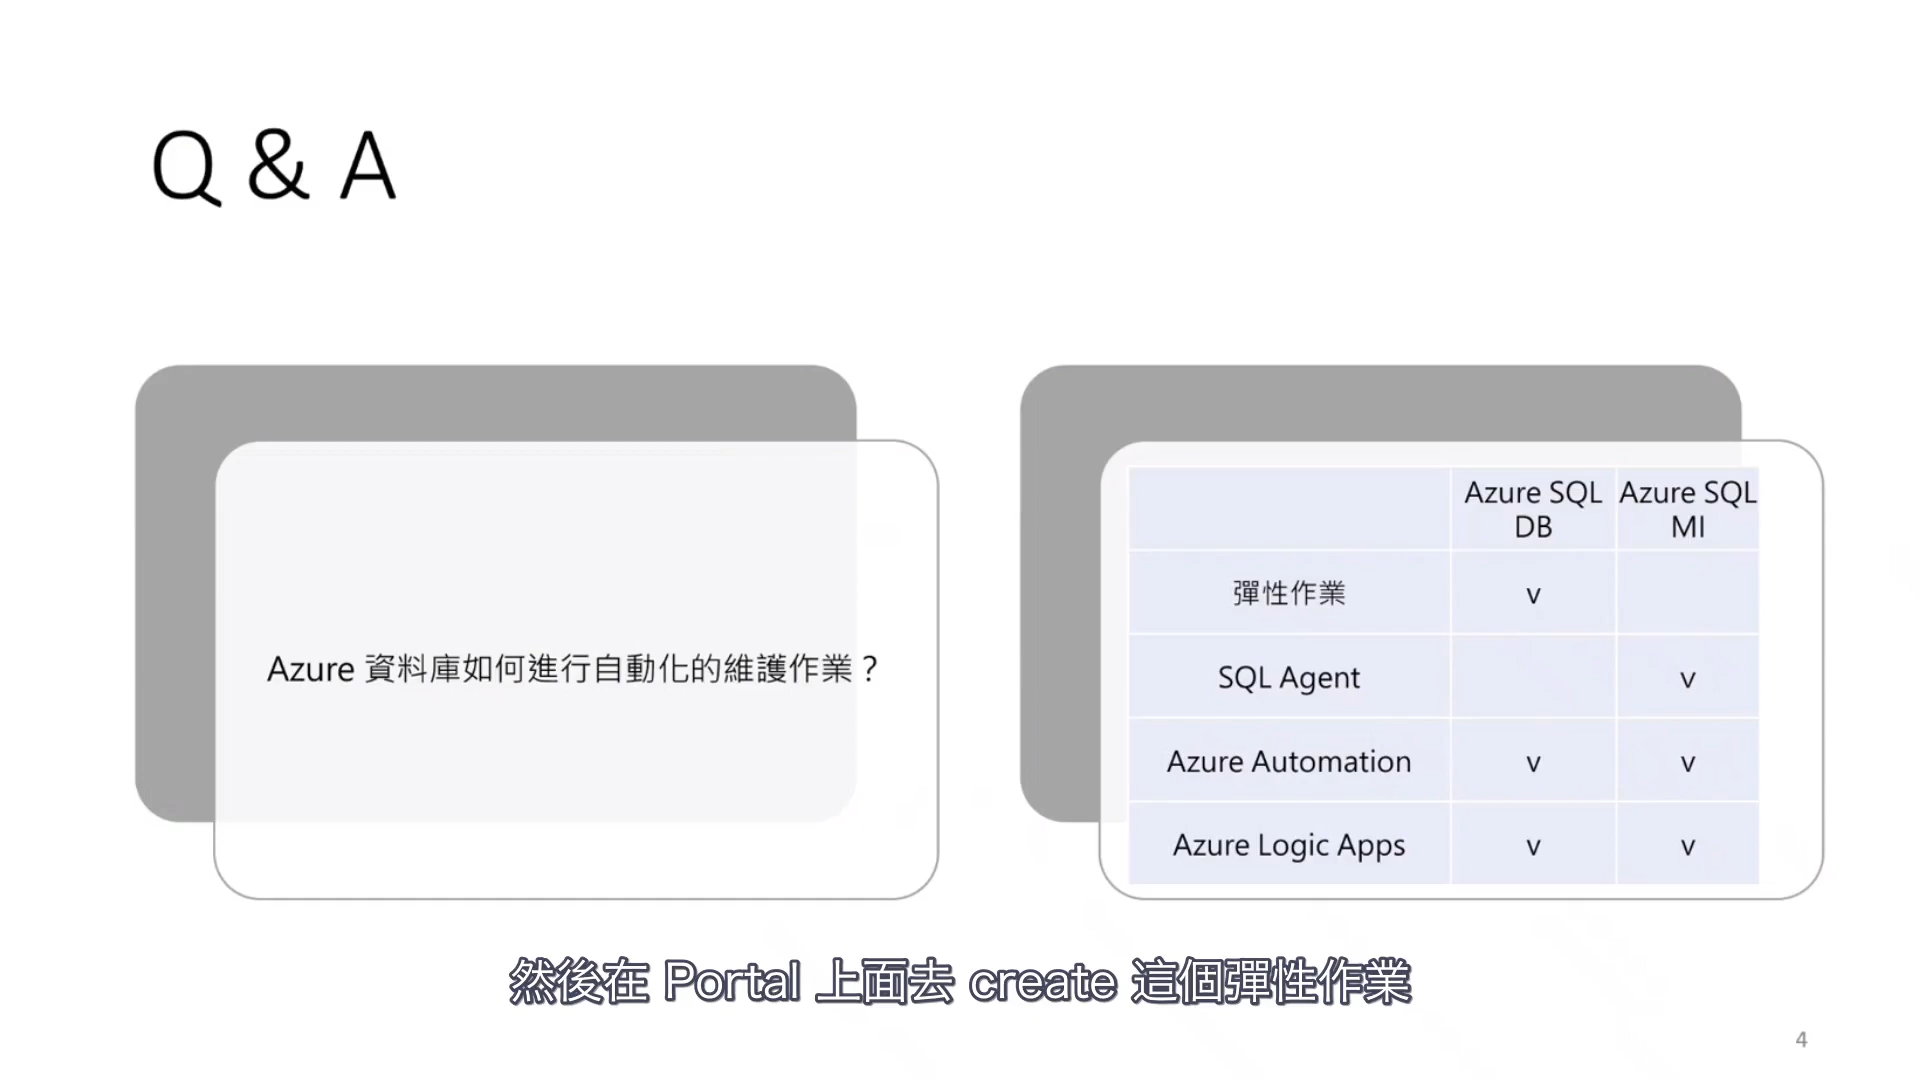 Q & A
Azure 資料庫如何進行自動化的維護作業？
Azure SQL DB Azure SQL MI
彈性作業 v
SQL Agent v
Azure Automation v v
Azure Logic Apps v v
然後在 Portal 上面去 create 這個彈性作業
4